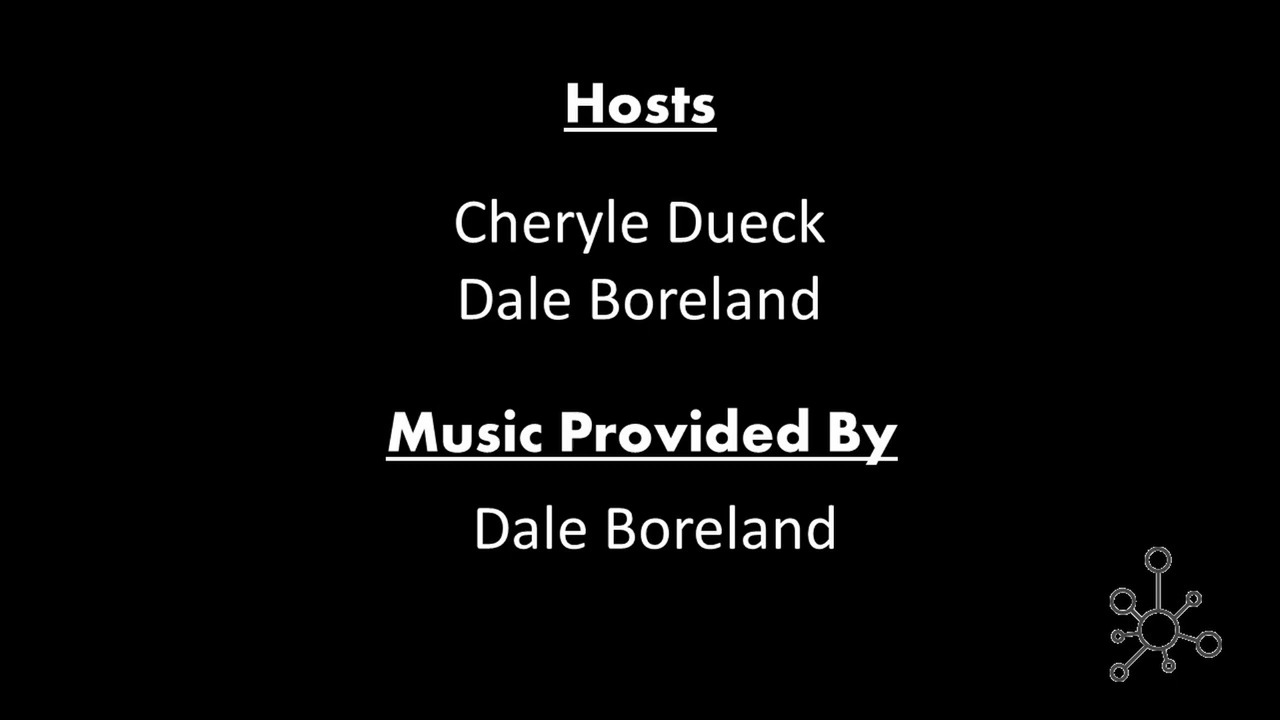 Hosts
Cheryle Dueck
Dale Boreland
Music Provided By
Dale Boreland